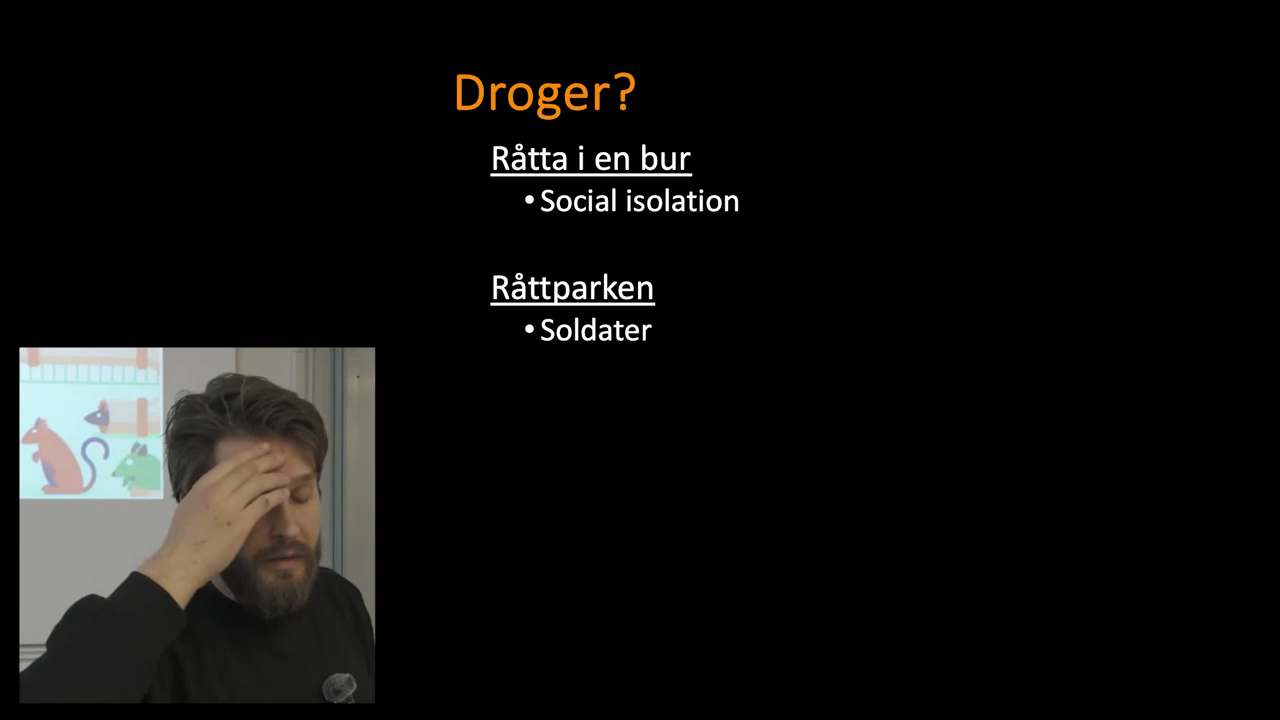 Droger?
Råtta i en bur
• Social isolation
Råttparken
• Soldater